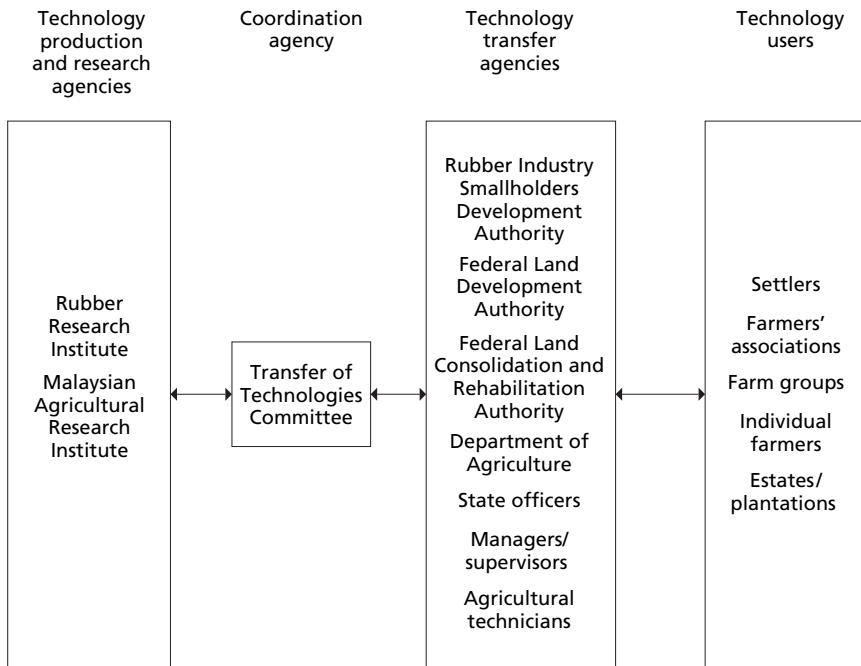 Technology
production
and research
agencies
Coordination
agency
Technology
transfer
agencies
Technology
users
Rubber
Research
Institute
Malaysian
Agricultural
Research
Institute
Transfer of
Technologies
Committee
Rubber Industry
Smallholders
Development
Authority
Federal Land
Development
Authority
Federal Land
Consolidation and
Rehabilitation
Authority
Department of
Agriculture
State officers
Managers/
supervisors
Agricultural
technicians
Settlers
Farmers’
associations
Farm groups
Individual
farmers
Estates/
plantations